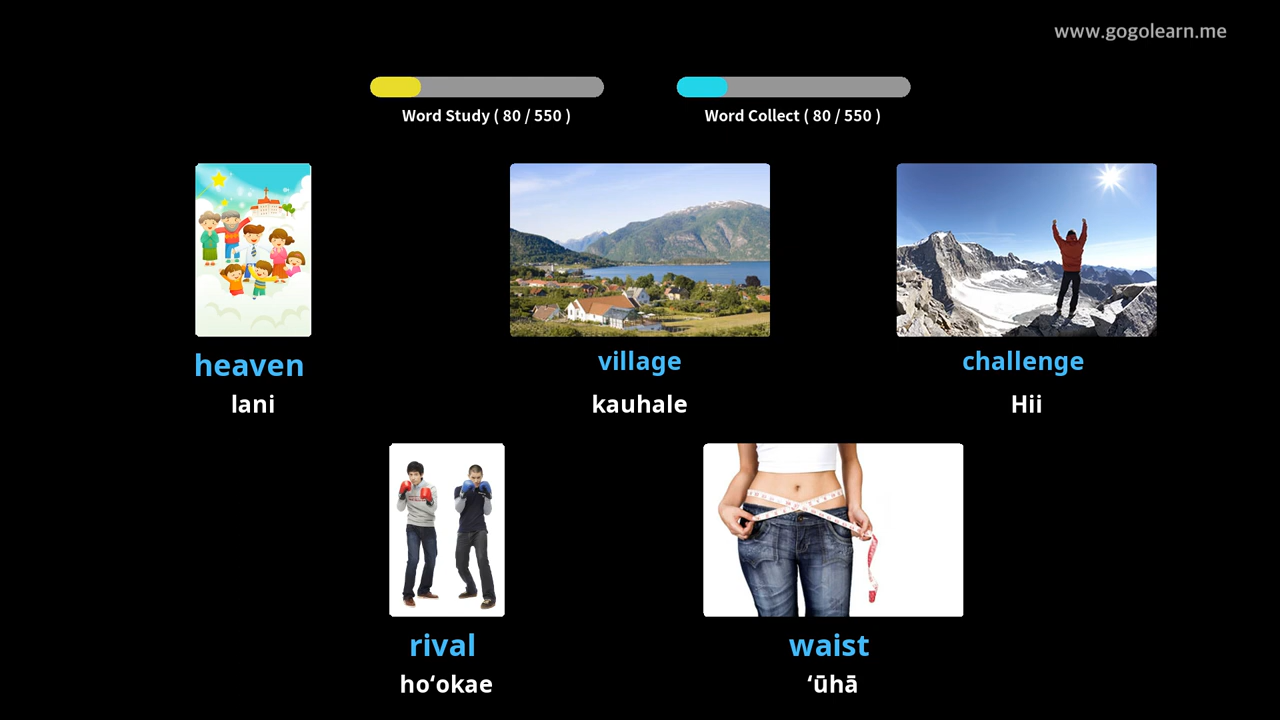 www.gogolearn.me
Word Study ( 80 / 550 )
Word Collect ( 80 / 550 )
heaven
lani
village
kauhale
challenge
Hii
rival
hoʻokae
waist
ʻūhā